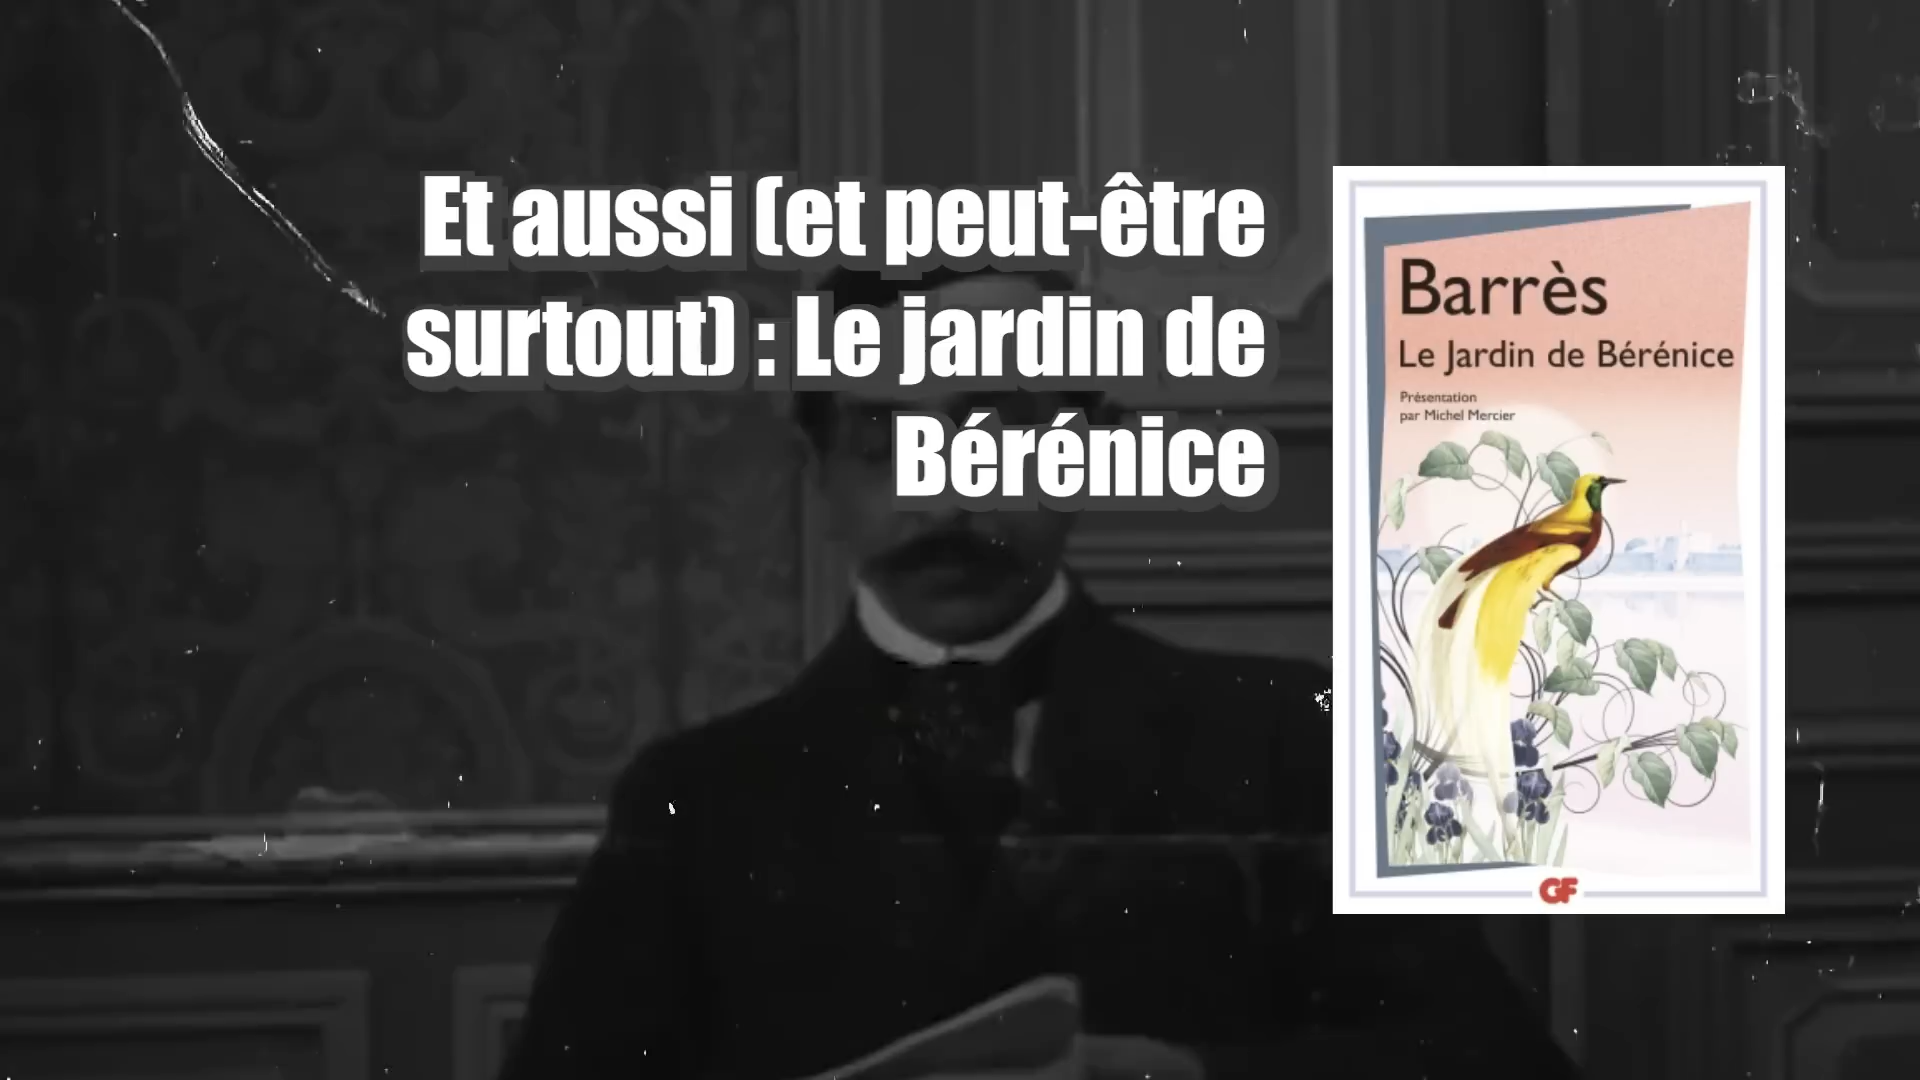 Et aussi (et peut-être
surtout) : Le jardin de
Bérénice
Barrès
Le Jardin de Bérénice
Présentation
par Michel Mercier
GF